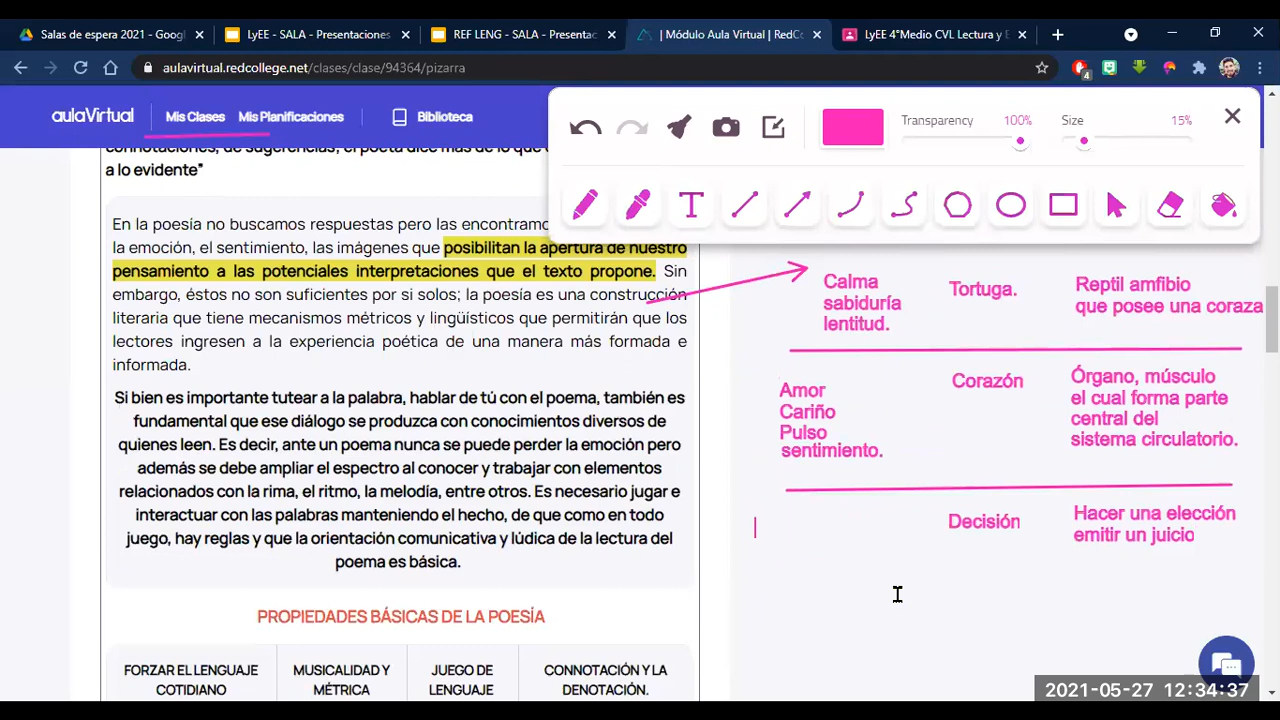 Salas de espera 2021 - Googl
LyEE - SALA - Presentaciones
REF LENG - SALA - Presentac
| Módulo Aula Virtual | RedCo
LyEE 4°Medio CVL Lectura y E
aulavirtual.redcollege.net/clases/clase/94364/pizarra
4
aulaVirtual
Mis Clases
Mis Planificaciones
Biblioteca
Transparency 100%
Size 15%
T
connotaciones, de sugerencias, el poeta dice más de lo que
a lo evidente”
En la poesía no buscamos respuestas pero las encontramo
la emoción, el sentimiento, las imágenes que posibilitan la apertura de nuestro
pensamiento a las potenciales interpretaciones que el texto propone. Sin
embargo, éstos no son suficientes por si solos; la poesía es una construcción
literaria que tiene mecanismos métricos y lingüísticos que permitirán que los
lectores ingresen a la experiencia poética de una manera más formada e
informada.
Si bien es importante tutear a la palabra, hablar de tú con el poema, también es
fundamental que ese diálogo se produzca con conocimientos diversos de
quienes leen. Es decir, ante un poema nunca se puede perder la emoción pero
además se debe ampliar el espectro al conocer y trabajar con elementos
relacionados con la rima, el ritmo, la melodía, entre otros. Es necesario jugar e
interactuar con las palabras manteniendo el hecho, de que como en todo
juego, hay reglas y que la orientación comunicativa y lúdica de la lectura del
poema es básica.
PROPIEDADES BÁSICAS DE LA POESÍA
FORZAR EL LENGUAJE
COTIDIANO
MUSICALIDAD Y
MÉTRICA
JUEGO DE
LENGUAJE
CONNOTACIÓN Y LA
DENOTACIÓN.
Calma
sabiduría
lentitud.
Tortuga.
Reptil amfibio
que posee una coraza
Amor
Cariño
Pulso
sentimiento.
Corazón
Órgano, músculo
el cual forma parte
central del
sistema circulatorio.
Decisión
Hacer una elección
emitir un juicio
2021-05-27 12:34:37